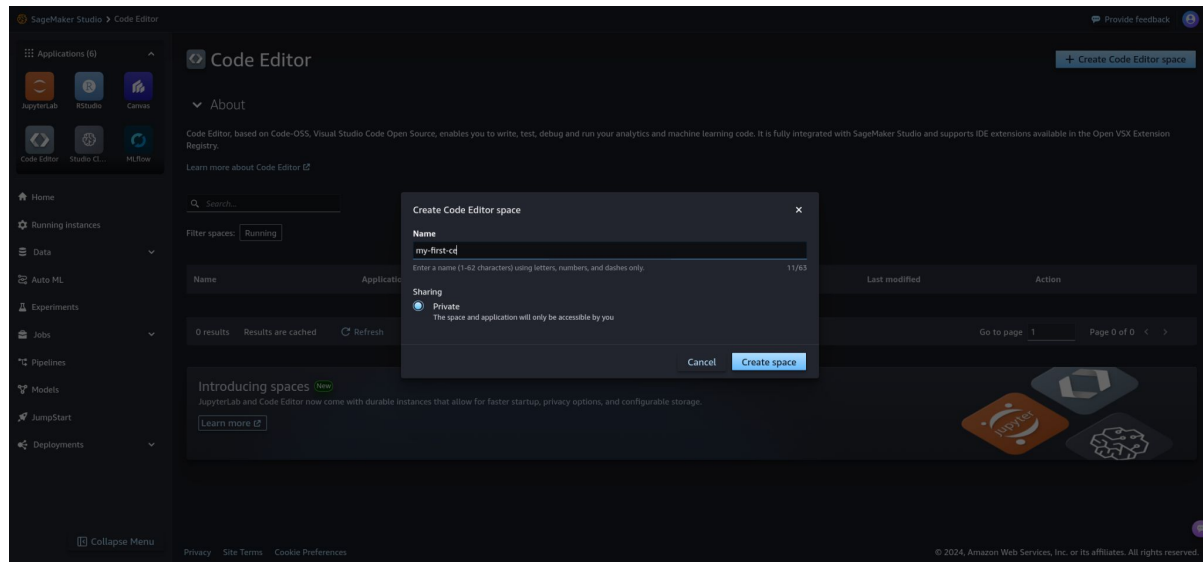 SageMaker Studio > Code Editor
Provide feedback
Applications (6)
JupyterLab
RStudio
Canvas
Code Editor
Studio Cl...
MLflow
Home
Running instances
Data
Auto ML
Experiments
Jobs
Pipelines
Models
JumpStart
Deployments
Collapse Menu
Code Editor
+ Create Code Editor space
About
Code Editor, based on Code-OSS, Visual Studio Code Open Source, enables you to write, test, debug and run your analytics and machine learning code. It is fully integrated with SageMaker Studio and supports IDE extensions available in the Open VSX Extension
Registry.
Learn more about Code Editor
Search...
Filter spaces: Running
Name Applicatio Last modified Action
0 results Results are cached Refresh Go to page 1 Page 0 of 0 < >
Create Code Editor space
Name
my-first-ce
Enter a name (1-62 characters) using letters, numbers, and dashes only. 11/63
Sharing
Private
The space and application will only be accessible by you
Cancel Create space
Introducing spaces New
JupyterLab and Code Editor now come with durable instances that allow for faster startup, privacy options, and configurable storage.
Learn more
jupyter
Privacy Site Terms Cookie Preferences
© 2024, Amazon Web Services, Inc. or its affiliates. All rights reserved.